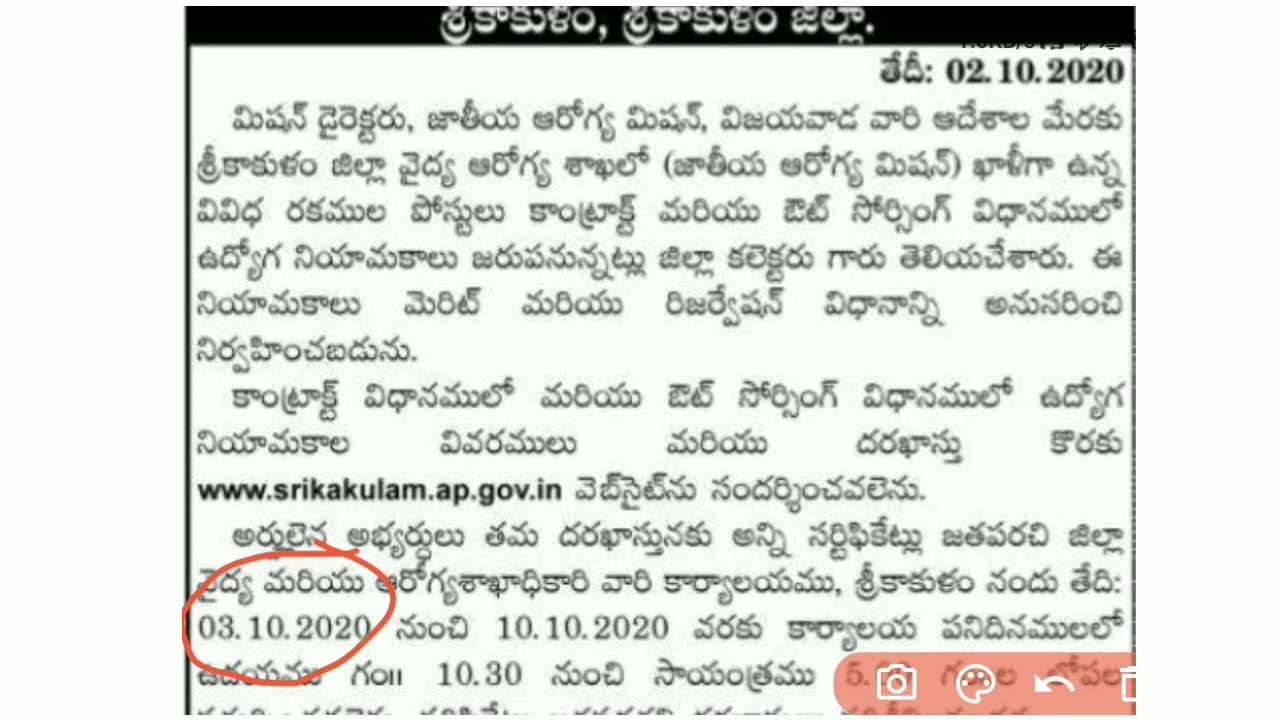 శ్రీకాకుళం, శ్రీకాకుళం జిల్లా.
తేదీ: 02.10.2020
మిషన్ డైరెక్టరు, జాతీయ ఆరోగ్య మిషన్, విజయవాడ వారి ఆదేశాల మేరకు
శ్రీకాకుళం జిల్లా వైద్య ఆరోగ్య శాఖలో (జాతీయ ఆరోగ్య మిషన్) ఖాళీగా ఉన్న
వివిధ రకముల పోస్టులు కాంట్రాక్ట్ మరియు ఔట్ సోర్సింగ్ విధానములో
ఉద్యోగ నియామకాలు జరుపనున్నట్లు జిల్లా కలెక్టరు గారు తెలియచేశారు. ఈ
నియామకాలు మెరిట్ మరియు రిజర్వేషన్ విధానాన్ని అనుసరించి
నిర్వహించబడును.
కాంట్రాక్ట్ విధానములో మరియు ఔట్ సోర్సింగ్ విధానములో ఉద్యోగ
నియామకాల వివరములు మరియు దరఖాస్తు కొరకు
www.srikakulam.ap.gov.in వెబ్‌సైట్‌ను సందర్శించవలెను.
అర్హులైన అభ్యర్థులు తమ దరఖాస్తునకు అన్ని సర్టిఫికేట్లు జతపరచి జిల్లా
వైద్య మరియు ఆరోగ్యశాఖాధికారి వారి కార్యాలయము, శ్రీకాకుళం నందు తేది:
03.10.2020 నుంచి 10.10.2020 వరకు కార్యాలయ పనిదినములలో
ఉదయము గం॥ 10.30 నుంచి సాయంత్రము లోపల